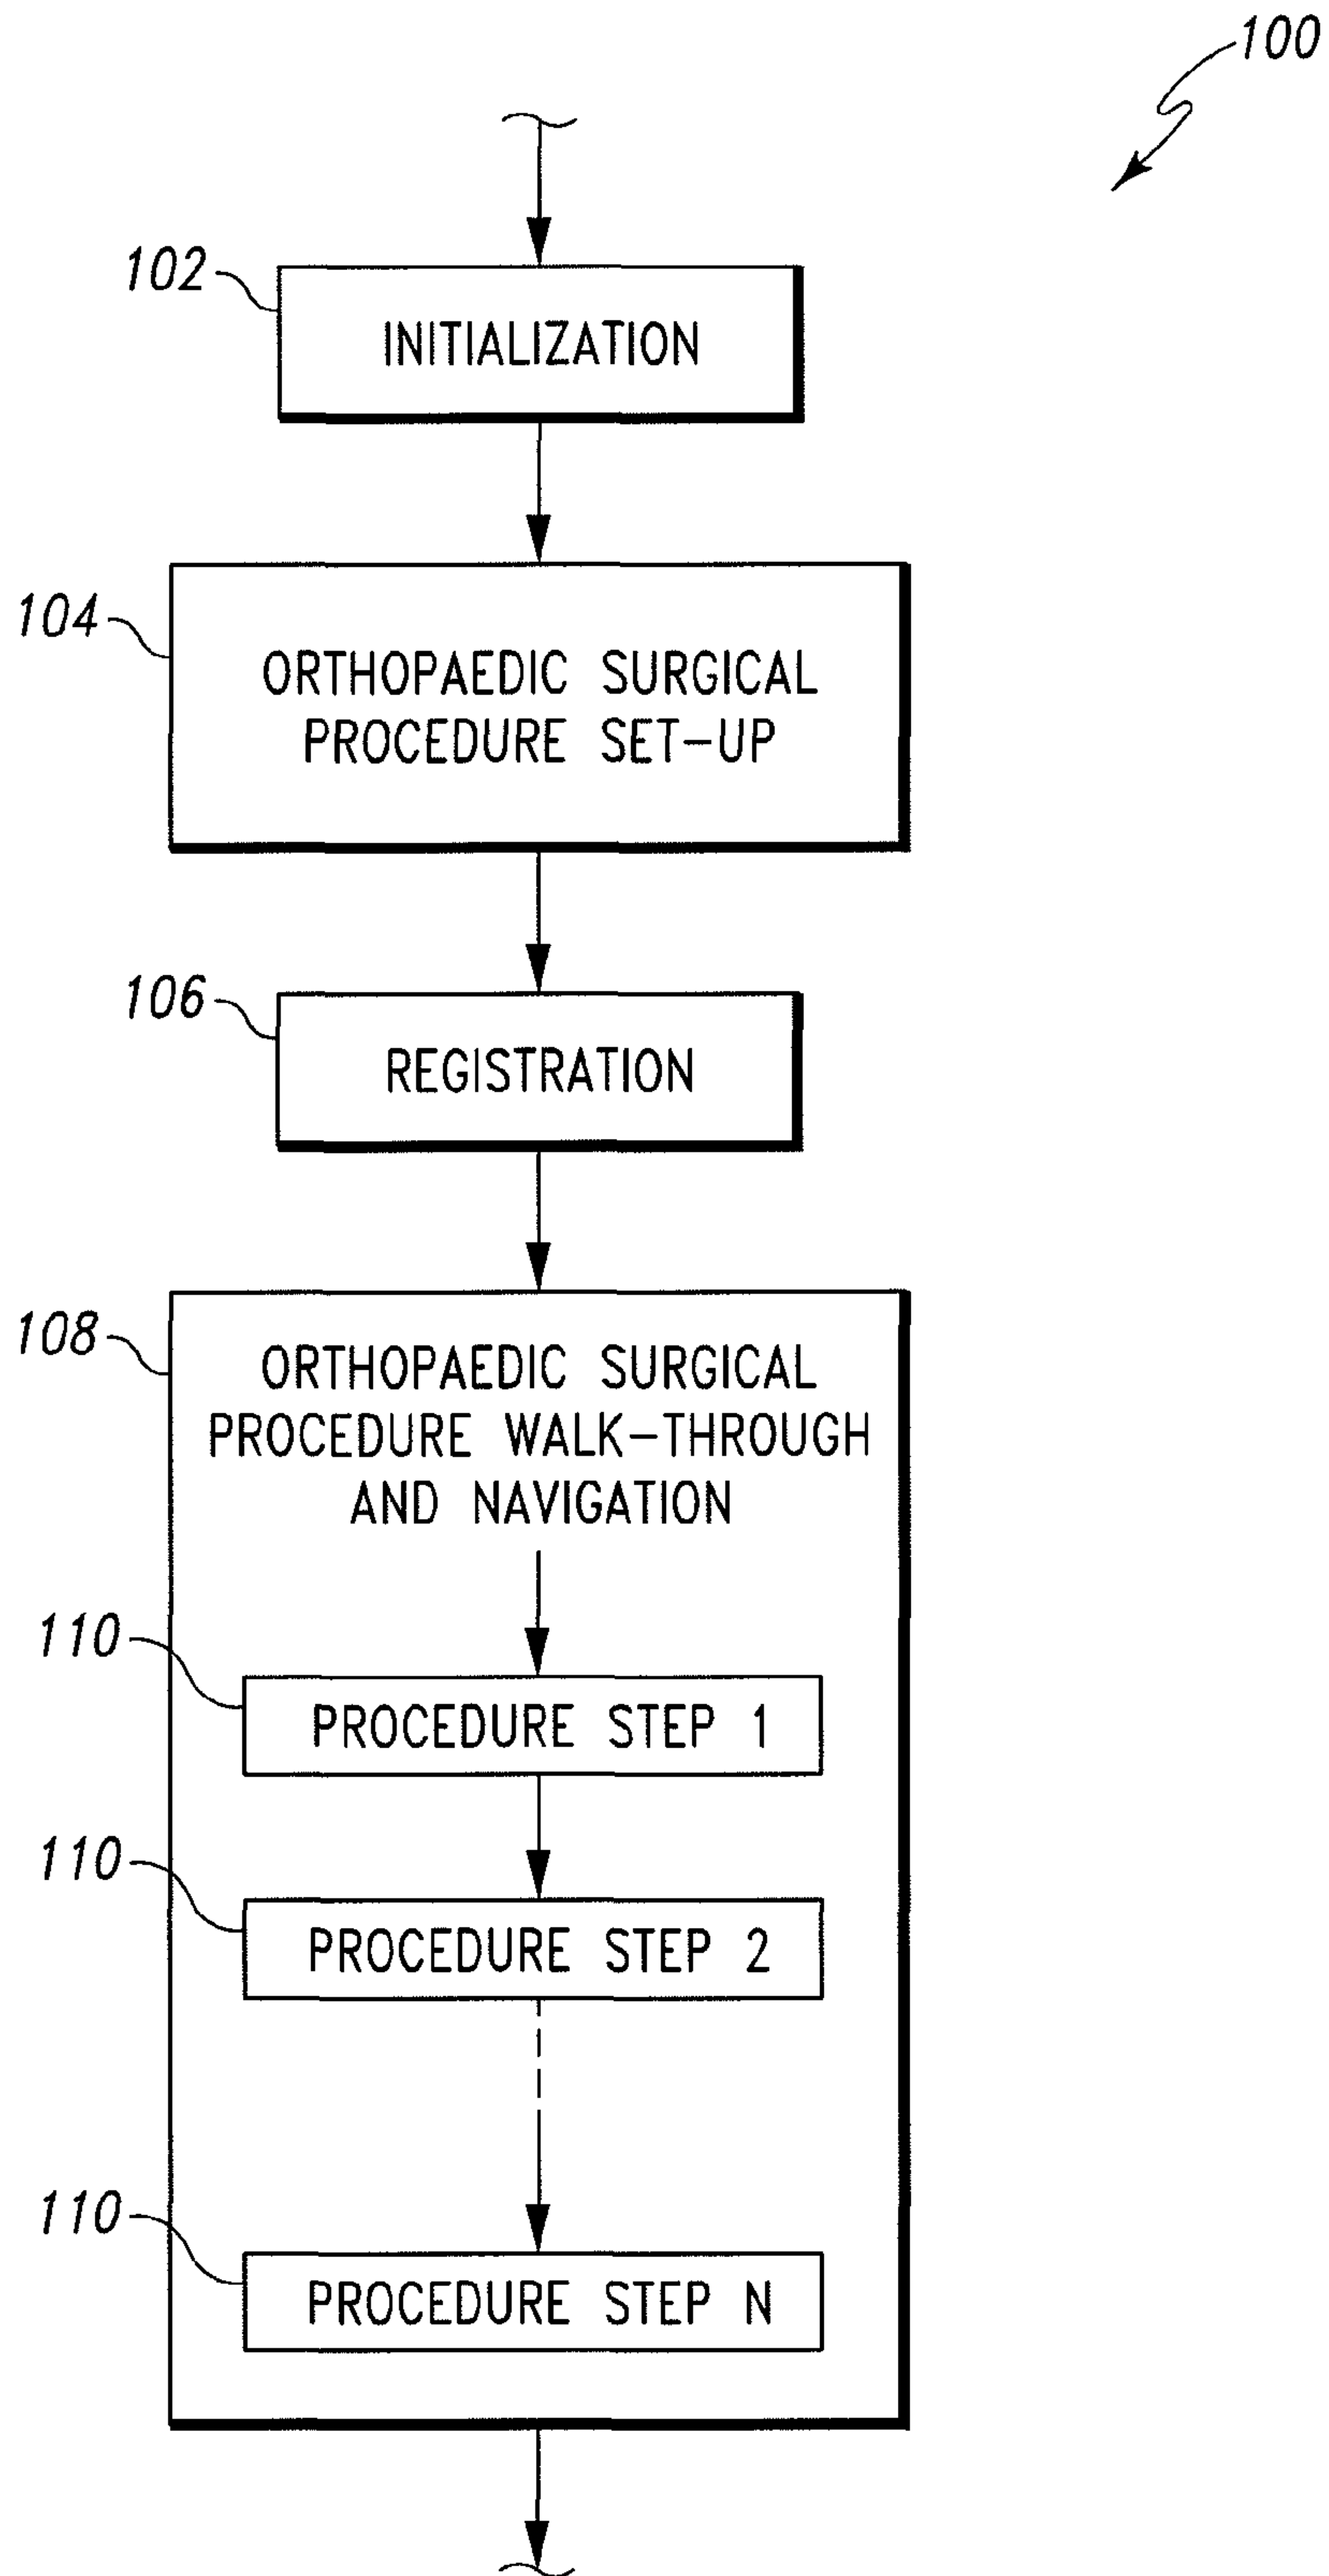 100
102
INITIALIZATION
104
ORTHOPAEDIC SURGICAL
PROCEDURE SET-UP
106
REGISTRATION
108
ORTHOPAEDIC SURGICAL
PROCEDURE WALK-THROUGH
AND NAVIGATION
110
PROCEDURE STEP 1
110
PROCEDURE STEP 2
110
PROCEDURE STEP N